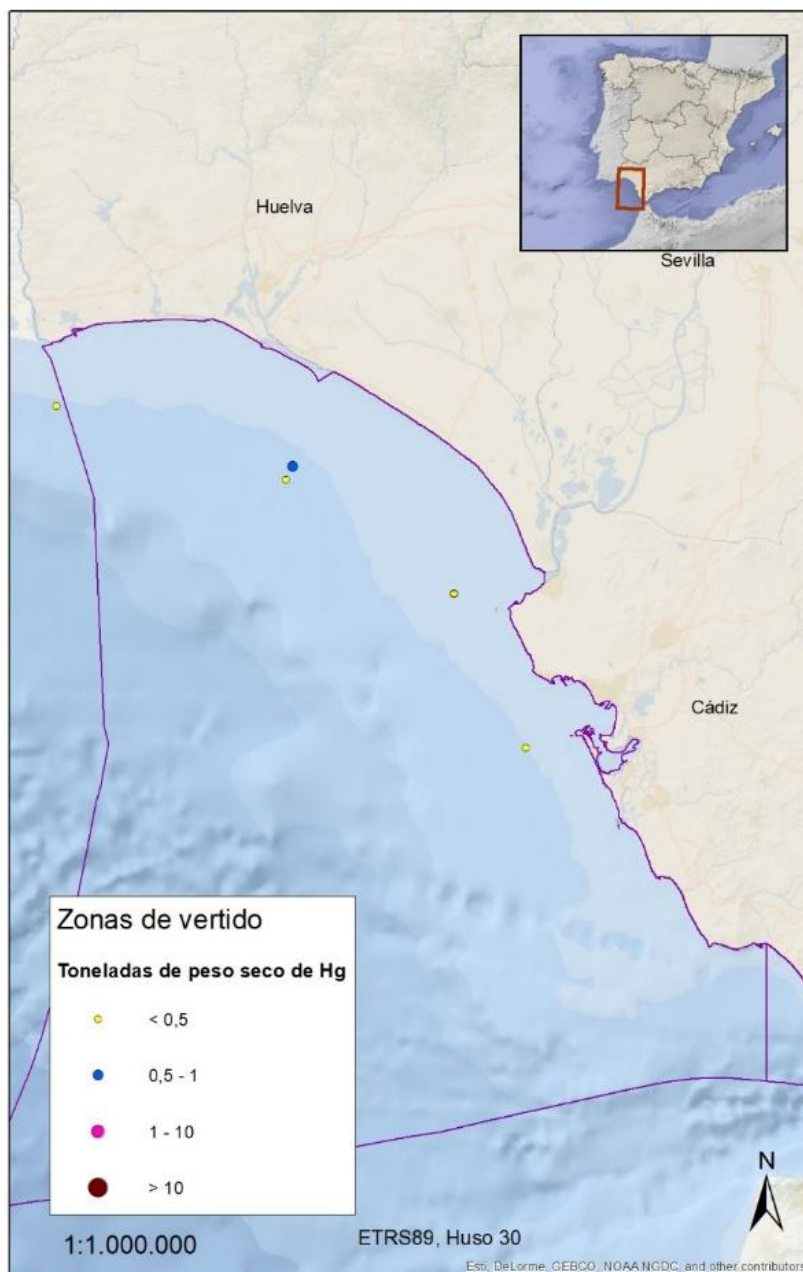 Huelva
Sevilla
Cádiz
Zonas de vertido
Toneladas de peso seco de Hg
< 0,5
0,5 - 1
1 - 10
> 10
N
1:1.000.000
ETRS89, Huso 30
Esri, DeLorme, GEBCO, NOAA NGDC, and other contributors